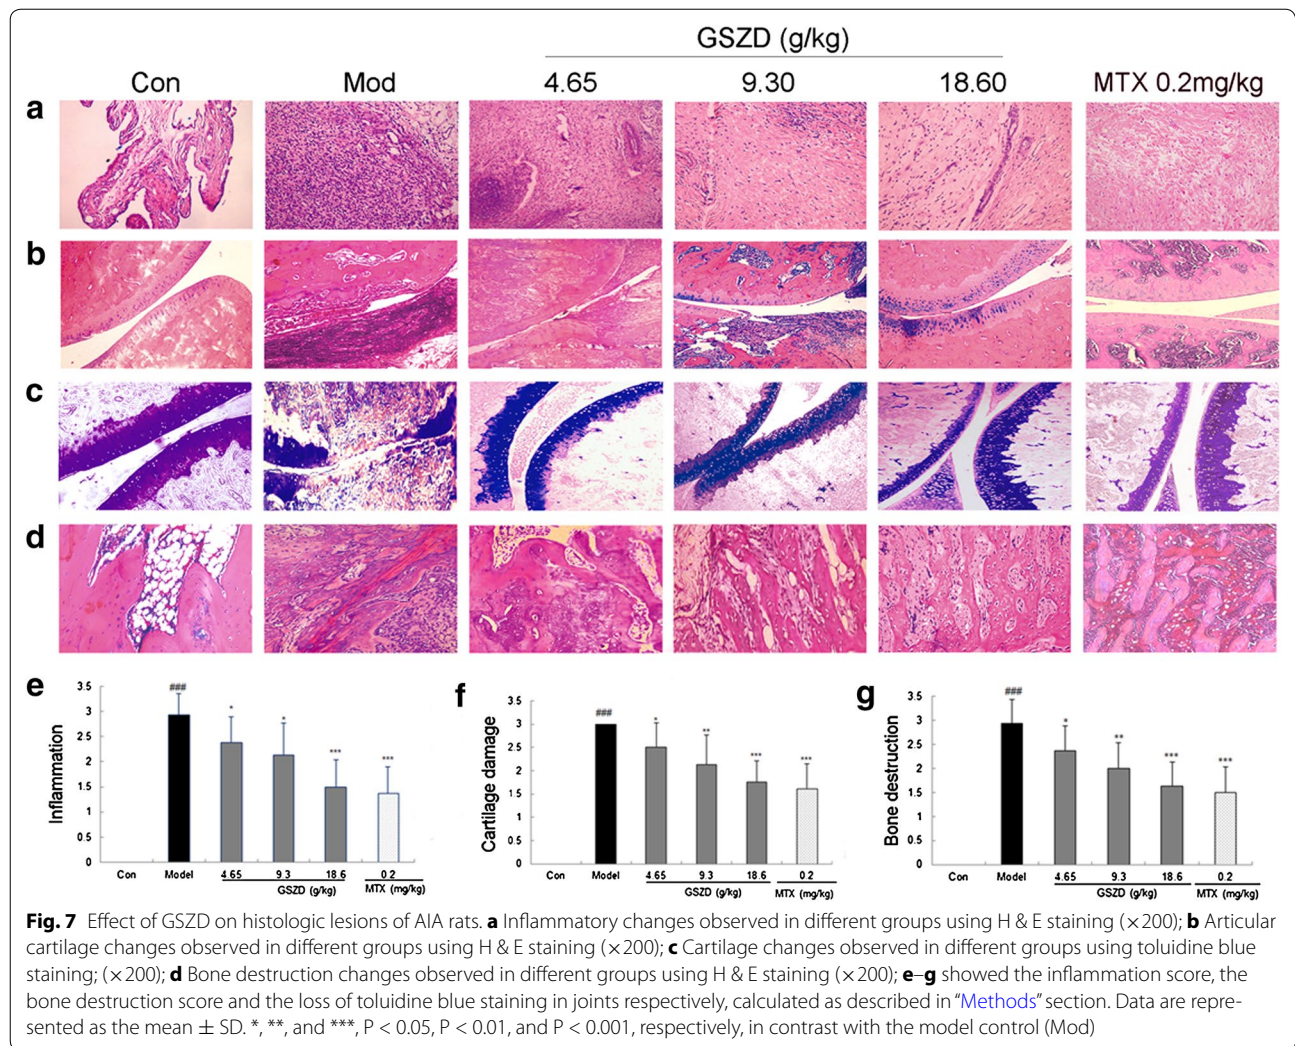 GSZD (g/kg)
Con Mod 4.65 9.30 18.60 MTX 0.2mg/kg
a
b
c
d
e
Inflammation
3.5
3
2.5
2
1.5
1
0.5
0
###
*
*
***
***
Con Model 4.65 9.3 18.6 0.2
GSZD (g/kg) MTX (mg/kg)
f
Cartilage damage
3.5
3
2.5
2
1.5
1
0.5
0
###
*
**
***
***
Con Model 4.65 9.3 18.6 0.2
GSZD (g/kg) MTX (mg/kg)
g
Bone destruction
3.5
3
2.5
2
1.5
1
0.5
0
###
*
**
***
***
Con Model 4.65 9.3 18.6 0.2
GSZD (g/kg) MTX (mg/kg)
Fig. 7 Effect of GSZD on histologic lesions of AIA rats. a Inflammatory changes observed in different groups using H & E staining (×200); b Articular
cartilage changes observed in different groups using H & E staining (×200); c Cartilage changes observed in different groups using toluidine blue
staining; (×200); d Bone destruction changes observed in different groups using H & E staining (×200); e–g showed the inflammation score, the
bone destruction score and the loss of toluidine blue staining in joints respectively, calculated as described in “Methods” section. Data are repre-
sented as the mean ± SD. *, **, and ***, P < 0.05, P < 0.01, and P < 0.001, respectively, in contrast with the model control (Mod)